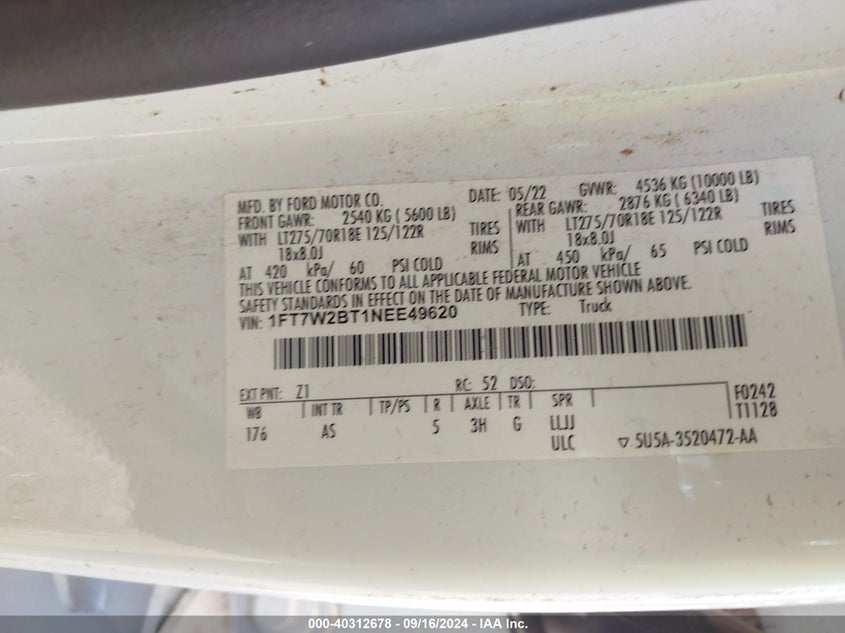 MFD. BY FORD MOTOR CO. DATE: 05/22 GVWR: 4536 KG (10000 LB)
FRONT GAWR: 2540 KG ( 5600 LB) REAR GAWR: 2876 KG ( 6340 LB)
WITH LT275/70R18E 125/122R TIRES WITH LT275/70R18E 125/122R TIRES
18x8.0J RIMS 18x8.0J RIMS
AT 420 kPa/ 60 PSI COLD AT 450 kPa/ 65 PSI COLD
THIS VEHICLE CONFORMS TO ALL APPLICABLE FEDERAL MOTOR VEHICLE
SAFETY STANDARDS IN EFFECT ON THE DATE OF MANUFACTURE SHOWN ABOVE.
VIN: 1FT7W2BT1NEE49620 TYPE: Truck
EXT PNT: Z1 RC: 52 DSO:
WB INT TR TP/PS R AXLE TR SPR F0242
176 AS 5 3H G LLJJ T1128
ULC ▽ 5U5A-3520472-AA
000-40312678 - 09/16/2024 - IAA Inc.